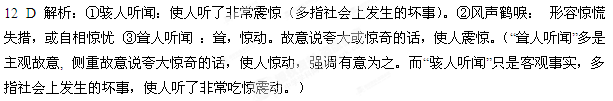 12 D 解析：①骇人听闻：使人听了非常震惊（多指社会上发生的坏事）。②风声鹤唳： 形容惊慌
失措，或自相惊忧 ③耸人听闻 ：耸，惊动。故意说夸大或惊奇的话，使人震惊。（“耸人听闻”多是
主观故意, 侧重故意说夸大惊奇的话，使人惊动，强调有意为之。而“骇人听闻”只是客观事实，多
指社会上发生的坏事，使人听了非常吃惊震动。）